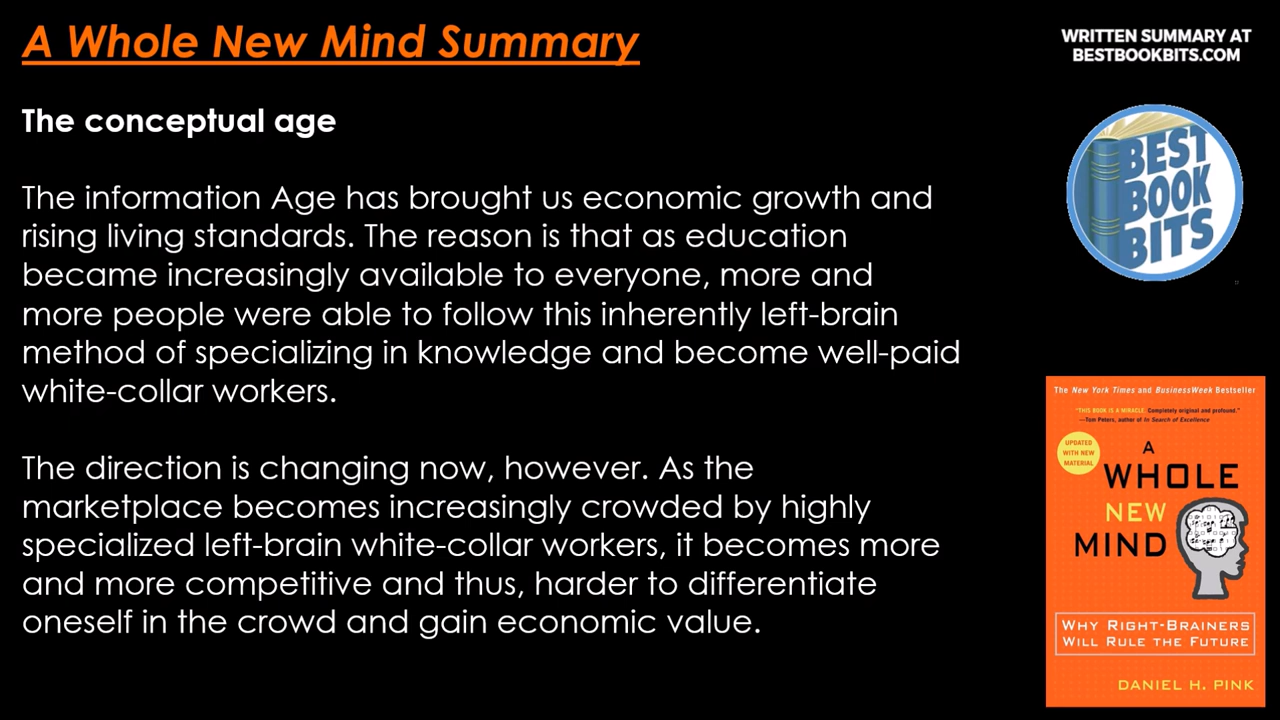 A Whole New Mind Summary
WRITTEN SUMMARY AT
BESTBOOKBITS.COM
The conceptual age
The information Age has brought us economic growth and
rising living standards. The reason is that as education
became increasingly available to everyone, more and
more people were able to follow this inherently left-brain
method of specializing in knowledge and become well-paid
white-collar workers.
The direction is changing now, however. As the
marketplace becomes increasingly crowded by highly
specialized left-brain white-collar workers, it becomes more
and more competitive and thus, harder to differentiate
oneself in the crowd and gain economic value.
BEST
BOOK
BITS
The New York Times and BusinessWeek Bestseller
"THIS BOOK IS A MIRACLE. Completely original and profound."
—Tom Peters, author of In Search of Excellence
UPDATED
WITH NEW
MATERIAL
A
WHOLE
NEW
MIND
WHY RIGHT-BRAINERS
WILL RULE THE FUTURE
DANIEL H. PINK